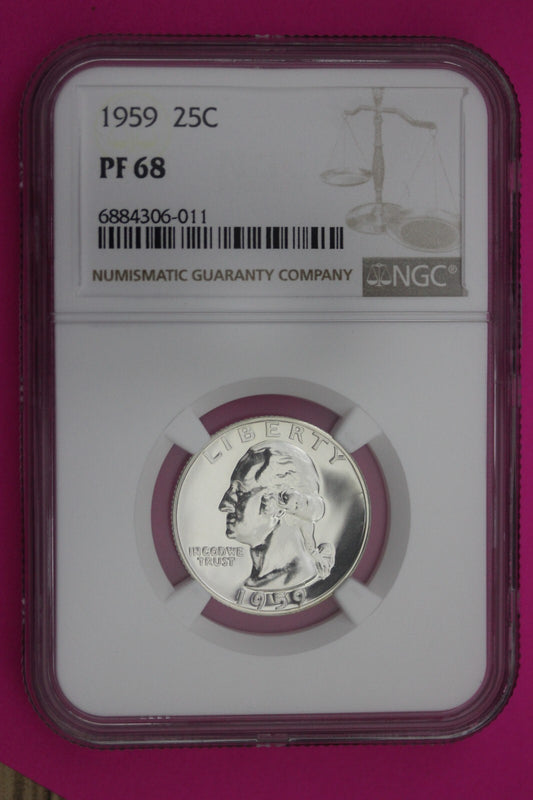 1959 25C
PF 68
6884306-011
NUMISMATIC GUARANTY COMPANY
NGC®
LIBERTY
IN GOD WE
TRUST
1959